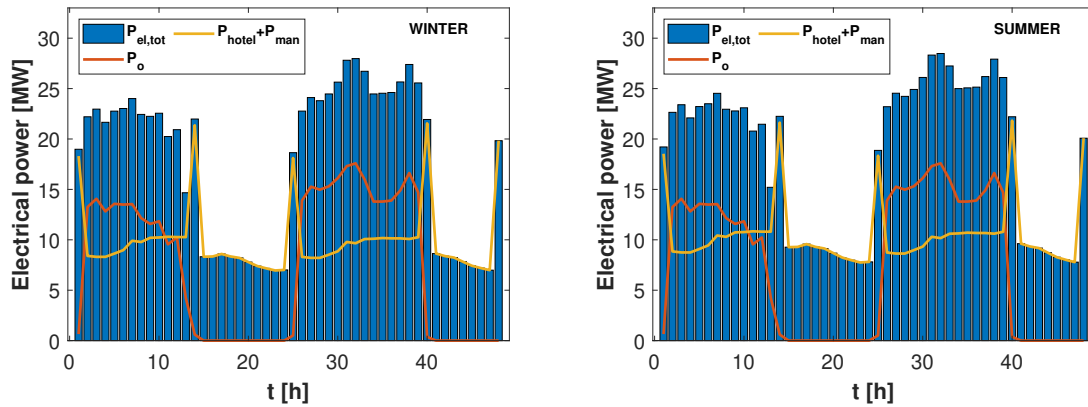 WINTER
P_el,tot
P_hotel+P_man
P_o
Electrical power [MW]
30
25
20
15
10
5
0
0 10 20 30 40
t [h]
SUMMER
P_el,tot
P_hotel+P_man
P_o
Electrical power [MW]
30
25
20
15
10
5
0
0 10 20 30 40
t [h]